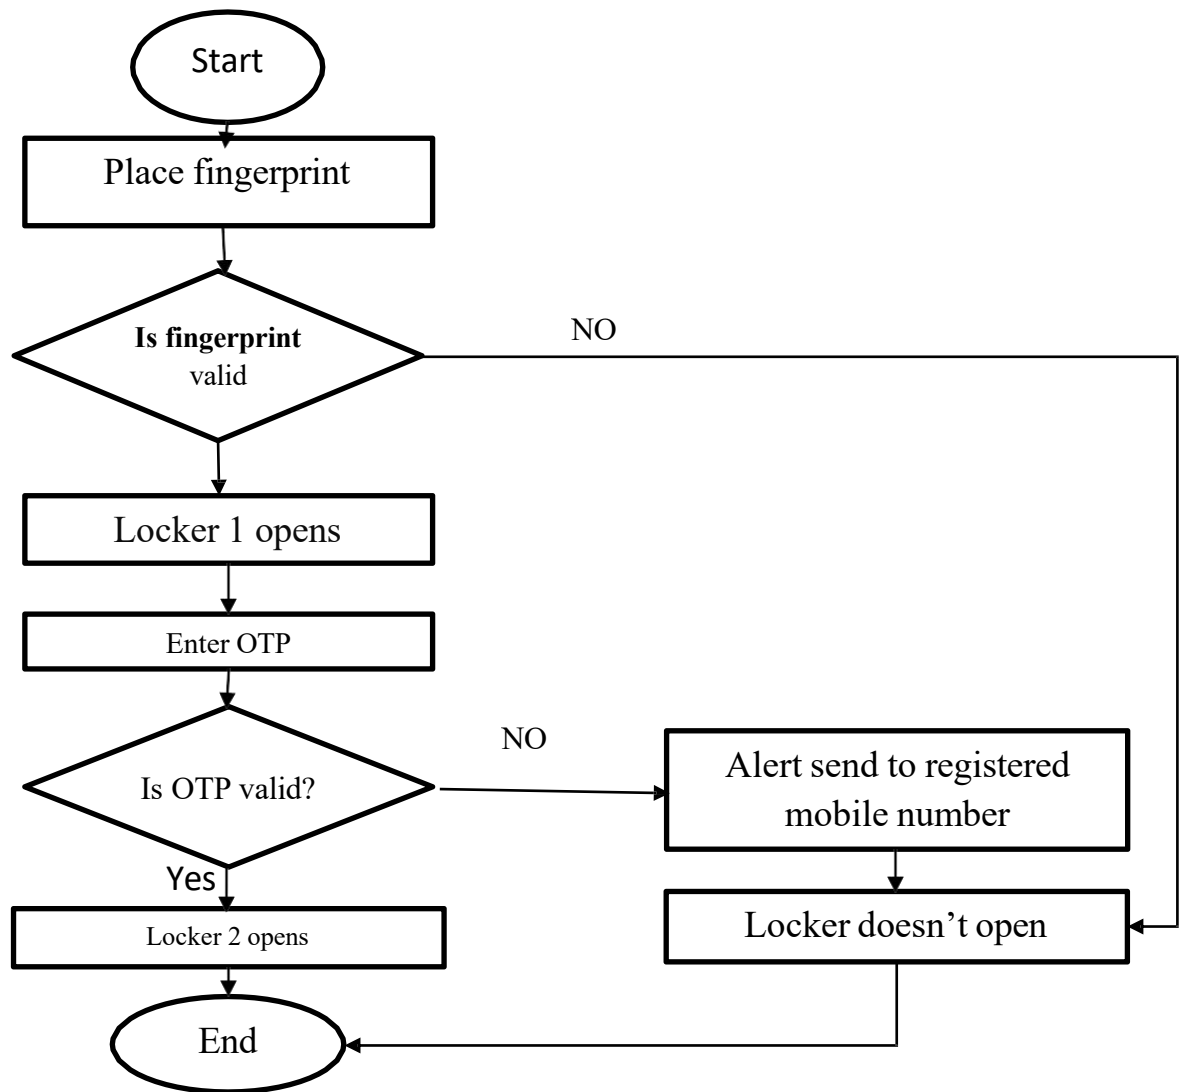 Start
Place fingerprint
Is fingerprint
valid
NO
Locker 1 opens
Enter OTP
Is OTP valid?
NO
Alert send to registered
mobile number
Yes
Locker 2 opens
Locker doesn’t open
End